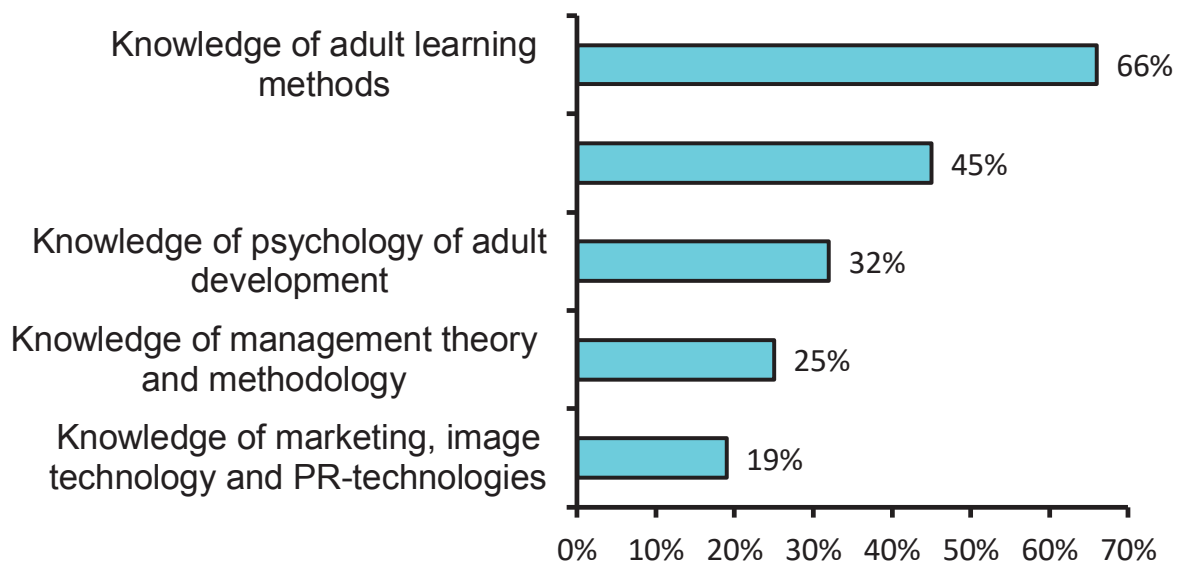 Knowledge of adult learning
methods
66%
45%
Knowledge of psychology of adult
development
32%
Knowledge of management theory
and methodology
25%
Knowledge of marketing, image
technology and PR-technologies
19%
0% 10% 20% 30% 40% 50% 60% 70%